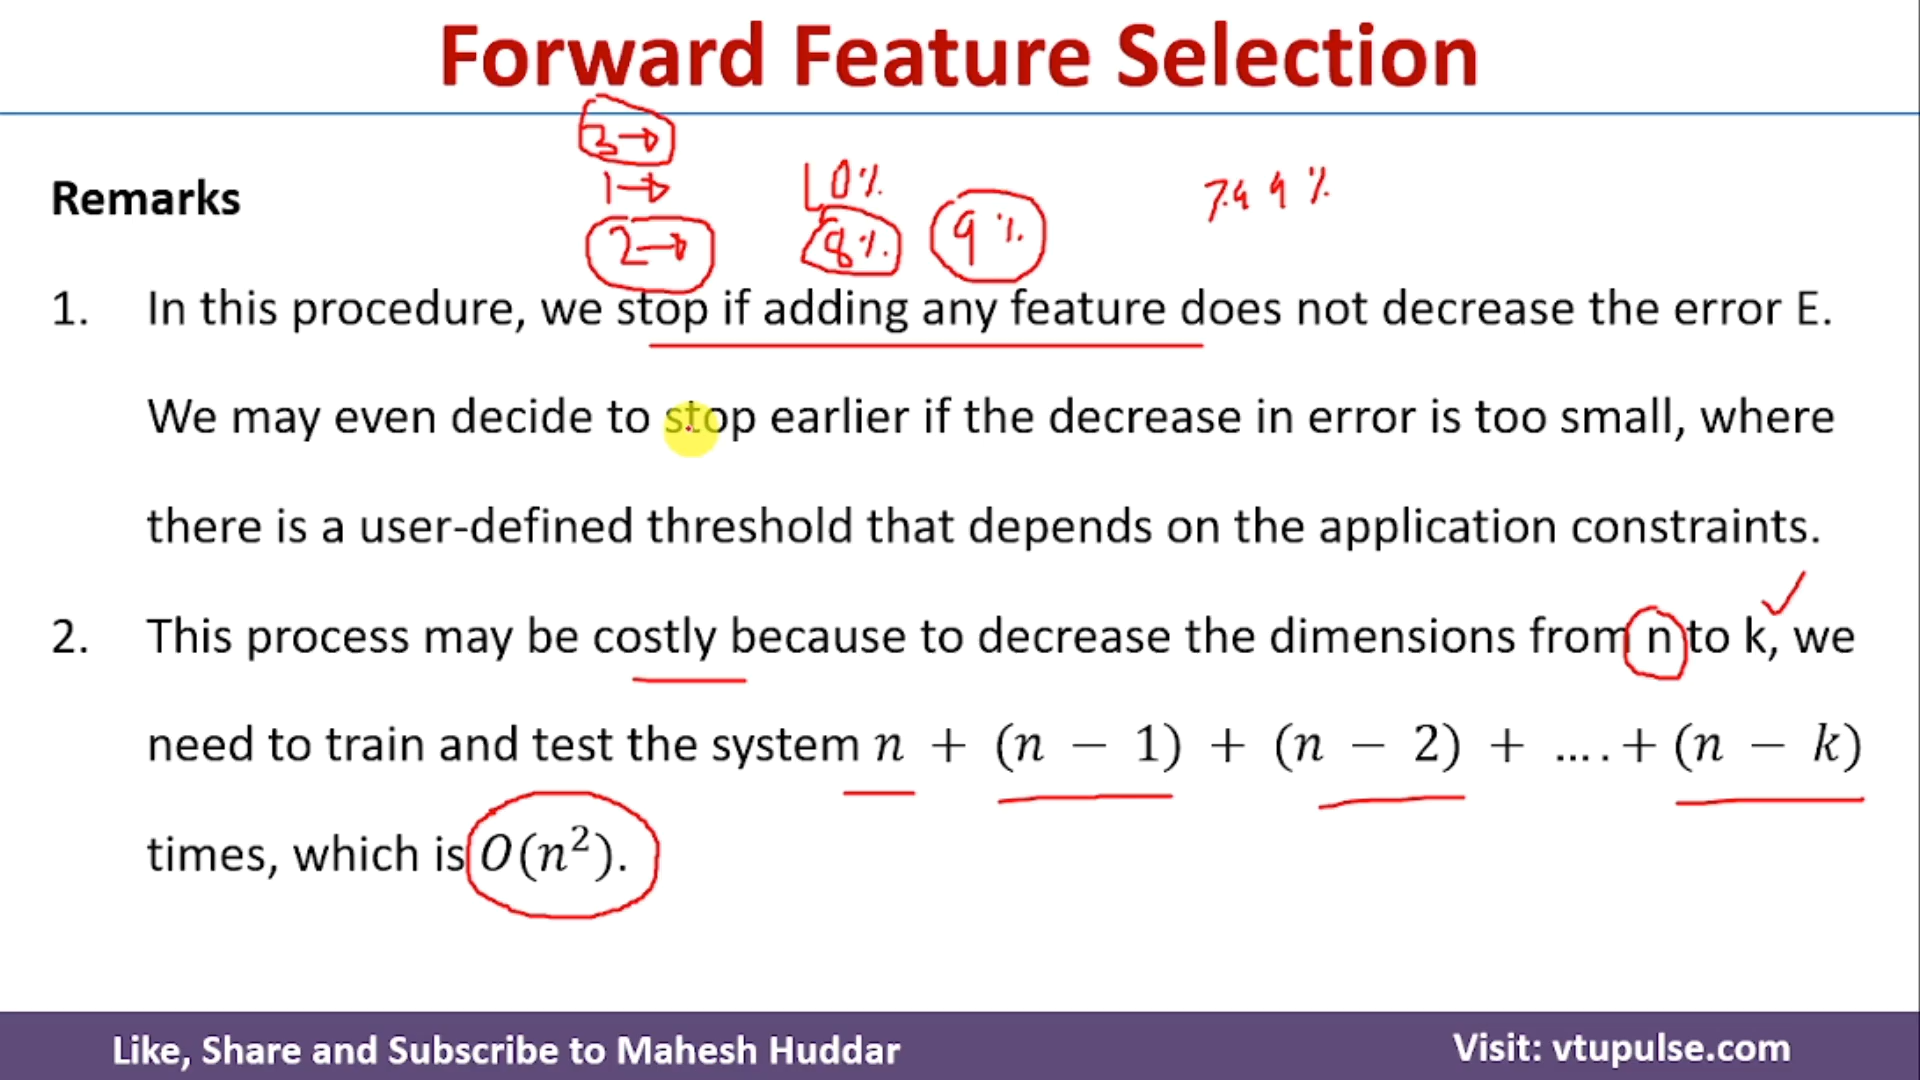 Forward Feature Selection
3→
1→ 10% 7.99%
Remarks
2→ 8% 9%
1. In this procedure, we stop if adding any feature does not decrease the error E.
We may even decide to stop earlier if the decrease in error is too small, where
there is a user-defined threshold that depends on the application constraints.
2. This process may be costly because to decrease the dimensions from n to k, we
need to train and test the system n + (n − 1) + (n − 2) + .... + (n − k)
times, which is O(n²).
Like, Share and Subscribe to Mahesh Huddar
Visit: vtupulse.com